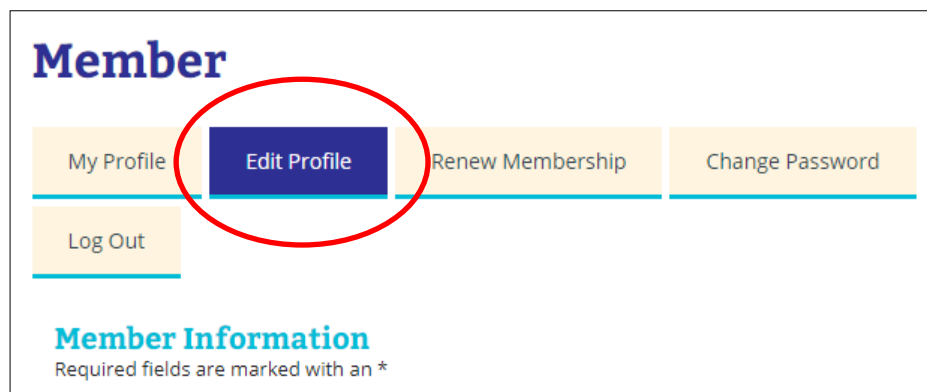 Member
My Profile Edit Profile Renew Membership Change Password
Log Out
Member Information
Required fields are marked with an *